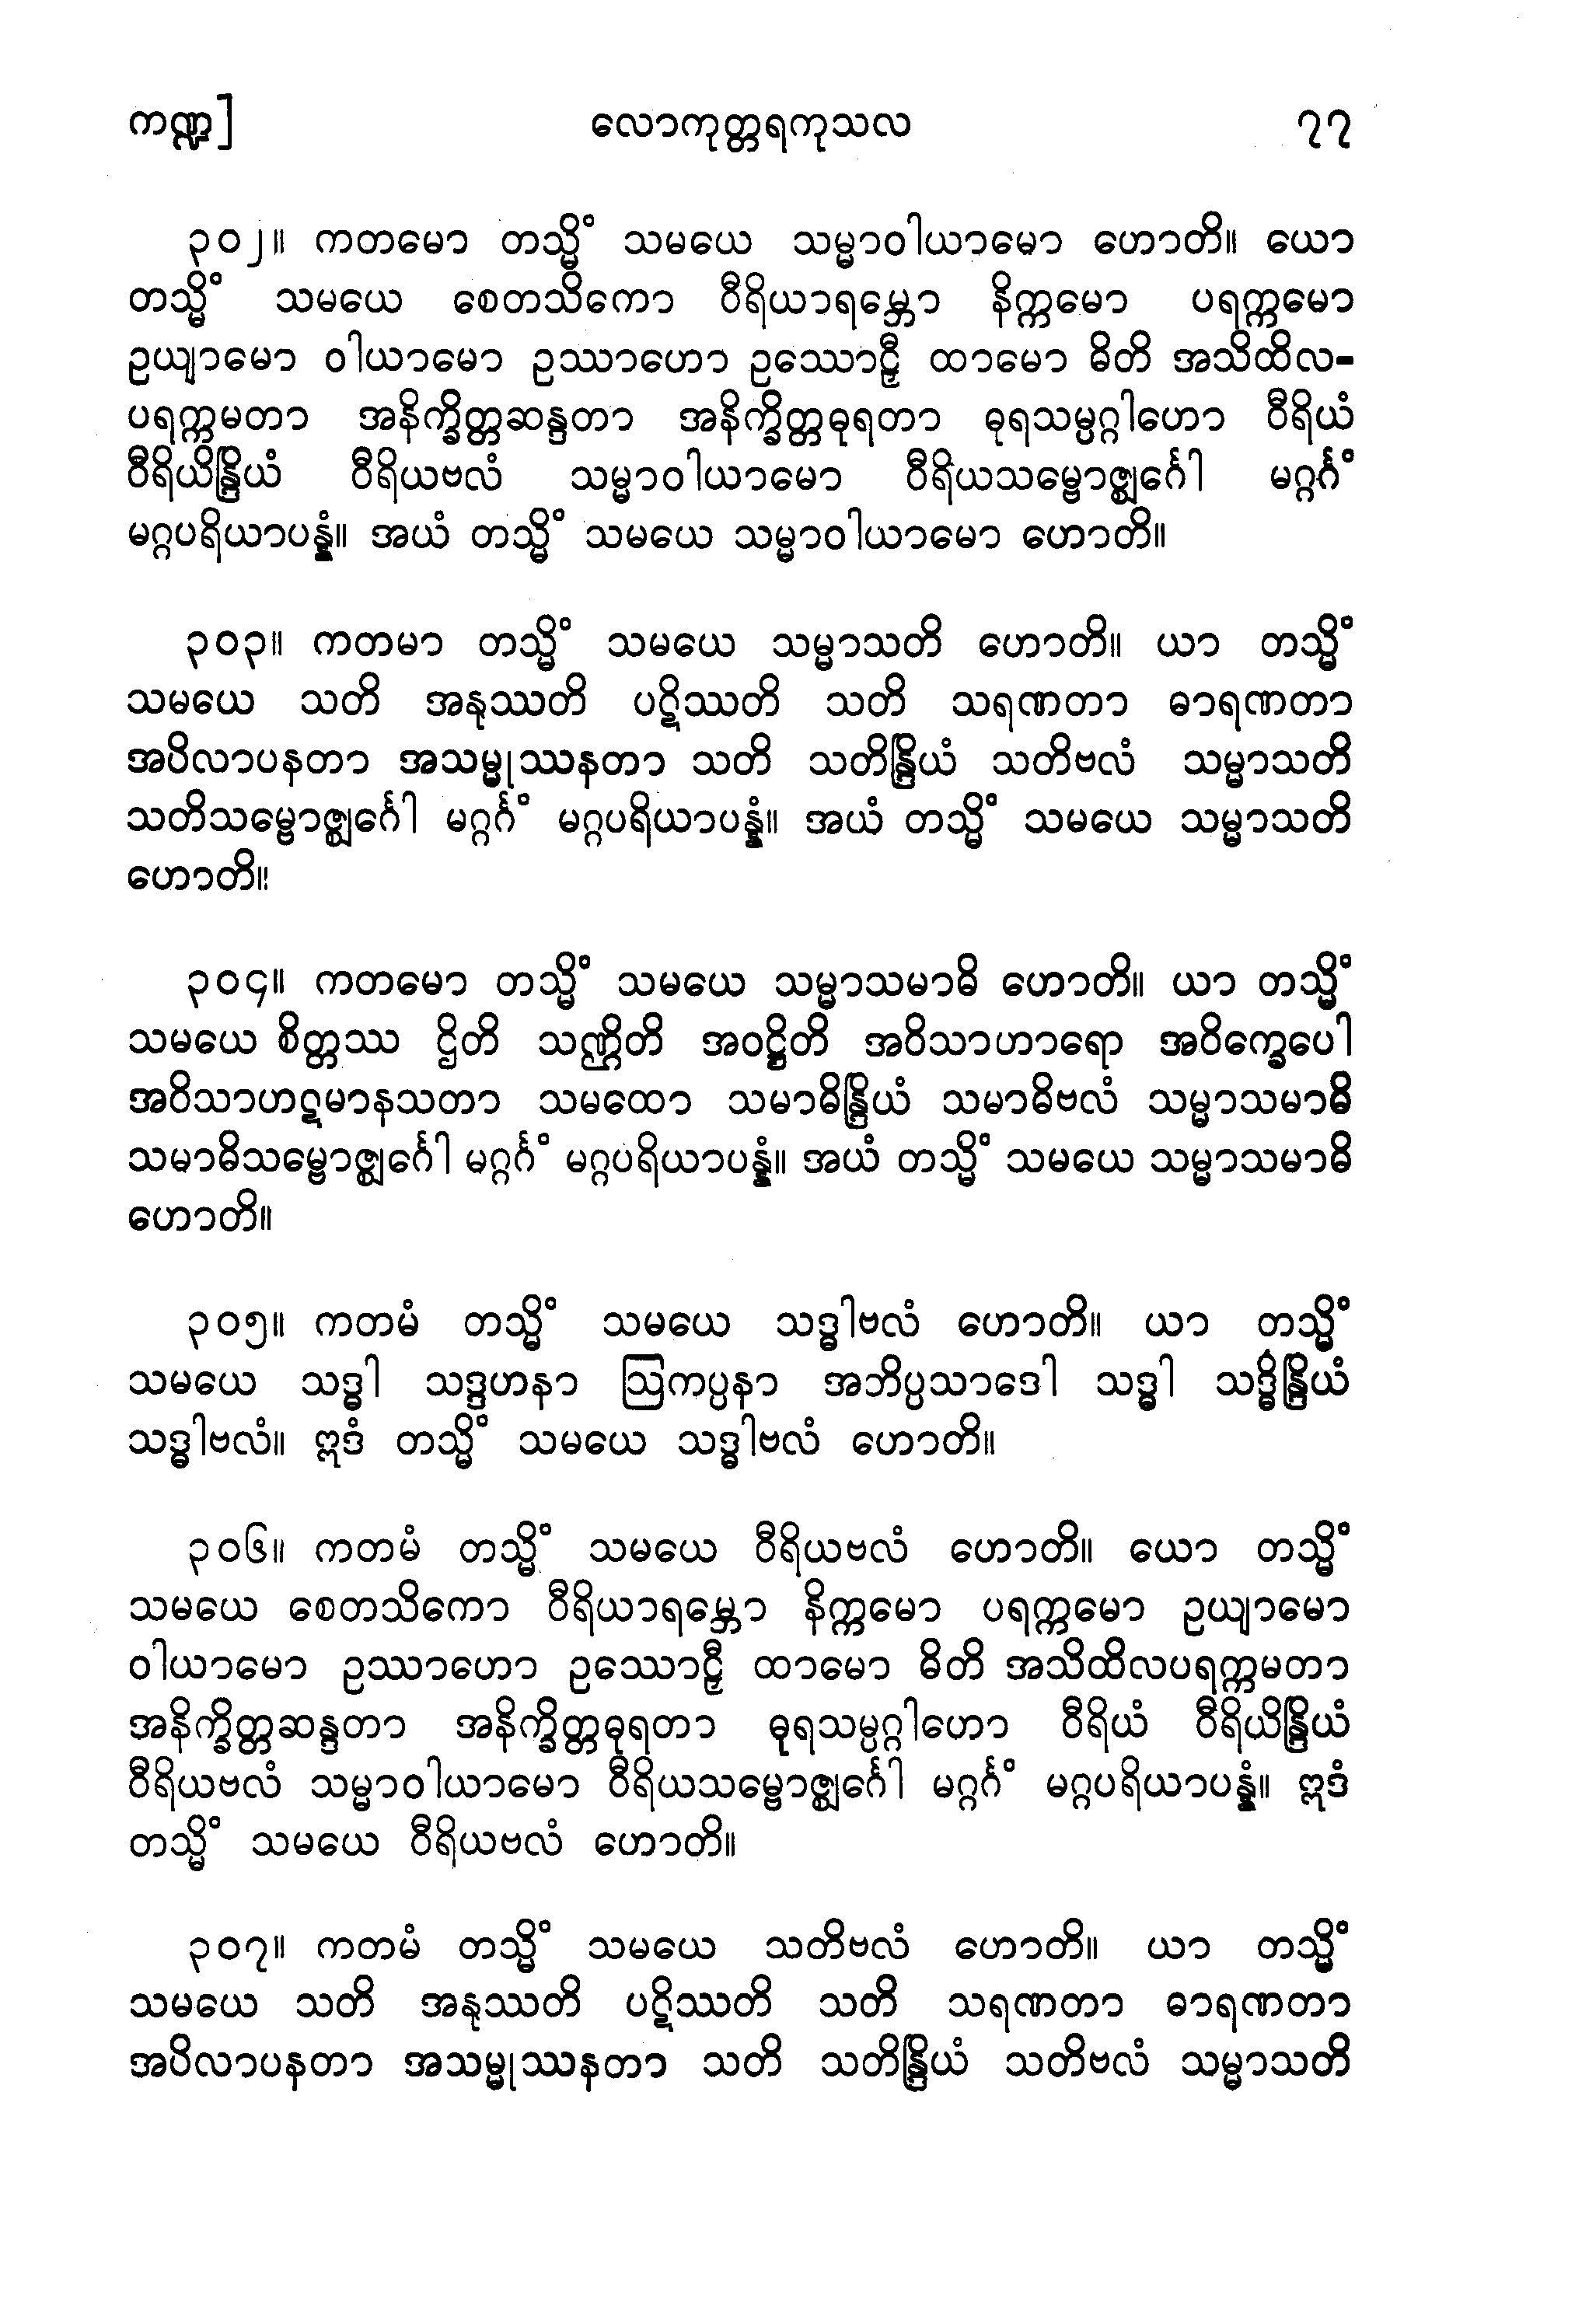 ကဏ္ဍ]
လောကုတ္တရကုသလ
၇၇
၃၀၂။ ကတမော တသ္မိံ သမယေ သမ္မာဝါယာမော ဟောတိ။ ယော
တသ္မိံ သမယေ စေတသိကော ဝီရိယာရမ္ဘော နိက္ကမော ပရက္ကမော
ဥယျာမော ဝါယာမော ဥဿာဟော ဥဿောဠှီ ထာမော ဓိတိ အသိထိလ-
ပရက္ကမတာ အနိက္ခိတ္တဆန္ဒတာ အနိက္ခိတ္တဓုရတာ ဓုရသမ္ပဂ္ဂါဟော ဝီရိယံ
ဝီရိယိန္ဒြိယံ ဝီရိယဗလံ သမ္မာဝါယာမော ဝီရိယသမ္ဗောဇ္ဈင်္ဂေါ မဂ္ဂင်္ဂံ
မဂ္ဂပရိယာပန္နံ။ အယံ တသ္မိံ သမယေ သမ္မာဝါယာမော ဟောတိ။
၃၀၃။ ကတမာ တသ္မိံ သမယေ သမ္မာသတိ ဟောတိ။ ယာ တသ္မိံ
သမယေ သတိ အနုဿတိ ပဋိဿတိ သတိ သရဏတာ ဓာရဏတာ
အပိလာပနတာ အသမ္မုဿနတာ သတိ သတိန္ဒြိယံ သတိဗလံ သမ္မာသတိ
သတိသမ္ဗောဇ္ဈင်္ဂေါ မဂ္ဂင်္ဂံ မဂ္ဂပရိယာပန္နံ။ အယံ တသ္မိံ သမယေ သမ္မာသတိ
ဟောတိ။
၃၀၄။ ကတမော တသ္မိံ သမယေ သမ္မာသမာဓိ ဟောတိ။ ယာ တသ္မိံ
သမယေ စိတ္တဿ ဌိတိ သဏ္ဌိတိ အဝဋ္ဌိတိ အဝိသာဟာရော အဝိက္ခေပေါ
အဝိသာဟဋမာနသတာ သမထော သမာဓိန္ဒြိယံ သမာဓိဗလံ သမ္မာသမာဓိ
သမာဓိသမ္ဗောဇ္ဈင်္ဂေါ မဂ္ဂင်္ဂံ မဂ္ဂပရိယာပန္နံ။ အယံ တသ္မိံ သမယေ သမ္မာသမာဓိ
ဟောတိ။
၃၀၅။ ကတမံ တသ္မိံ သမယေ သဒ္ဓါဗလံ ဟောတိ။ ယာ တသ္မိံ
သမယေ သဒ္ဓါ သဒ္ဒဟနာ ဩကပ္ပနာ အဘိပ္ပသာဒေါ သဒ္ဓါ သဒ္ဓိန္ဒြိယံ
သဒ္ဓါဗလံ။ ဣဒံ တသ္မိံ သမယေ သဒ္ဓါဗလံ ဟောတိ။
၃၀၆။ ကတမံ တသ္မိံ သမယေ ဝီရိယဗလံ ဟောတိ။ ယော တသ္မိံ
သမယေ စေတသိကော ဝီရိယာရမ္ဘော နိက္ကမော ပရက္ကမော ဥယျာမော
ဝါယာမော ဥဿာဟော ဥဿောဠှီ ထာမော ဓိတိ အသိထိလပရက္ကမတာ
အနိက္ခိတ္တဆန္ဒတာ အနိက္ခိတ္တဓုရတာ ဓုရသမ္ပဂ္ဂါဟော ဝီရိယံ ဝီရိယိန္ဒြိယံ
ဝီရိယဗလံ သမ္မာဝါယာမော ဝီရိယသမ္ဗောဇ္ဈင်္ဂေါ မဂ္ဂင်္ဂံ မဂ္ဂပရိယာပန္နံ။ ဣဒံ
တသ္မိံ သမယေ ဝီရိယဗလံ ဟောတိ။
၃၀၇။ ကတမံ တသ္မိံ သမယေ သတိဗလံ ဟောတိ။ ယာ တသ္မိံ
သမယေ သတိ အနုဿတိ ပဋိဿတိ သတိ သရဏတာ ဓာရဏတာ
အပိလာပနတာ အသမ္မုဿနတာ သတိ သတိန္ဒြိယံ သတိဗလံ သမ္မာသတိ